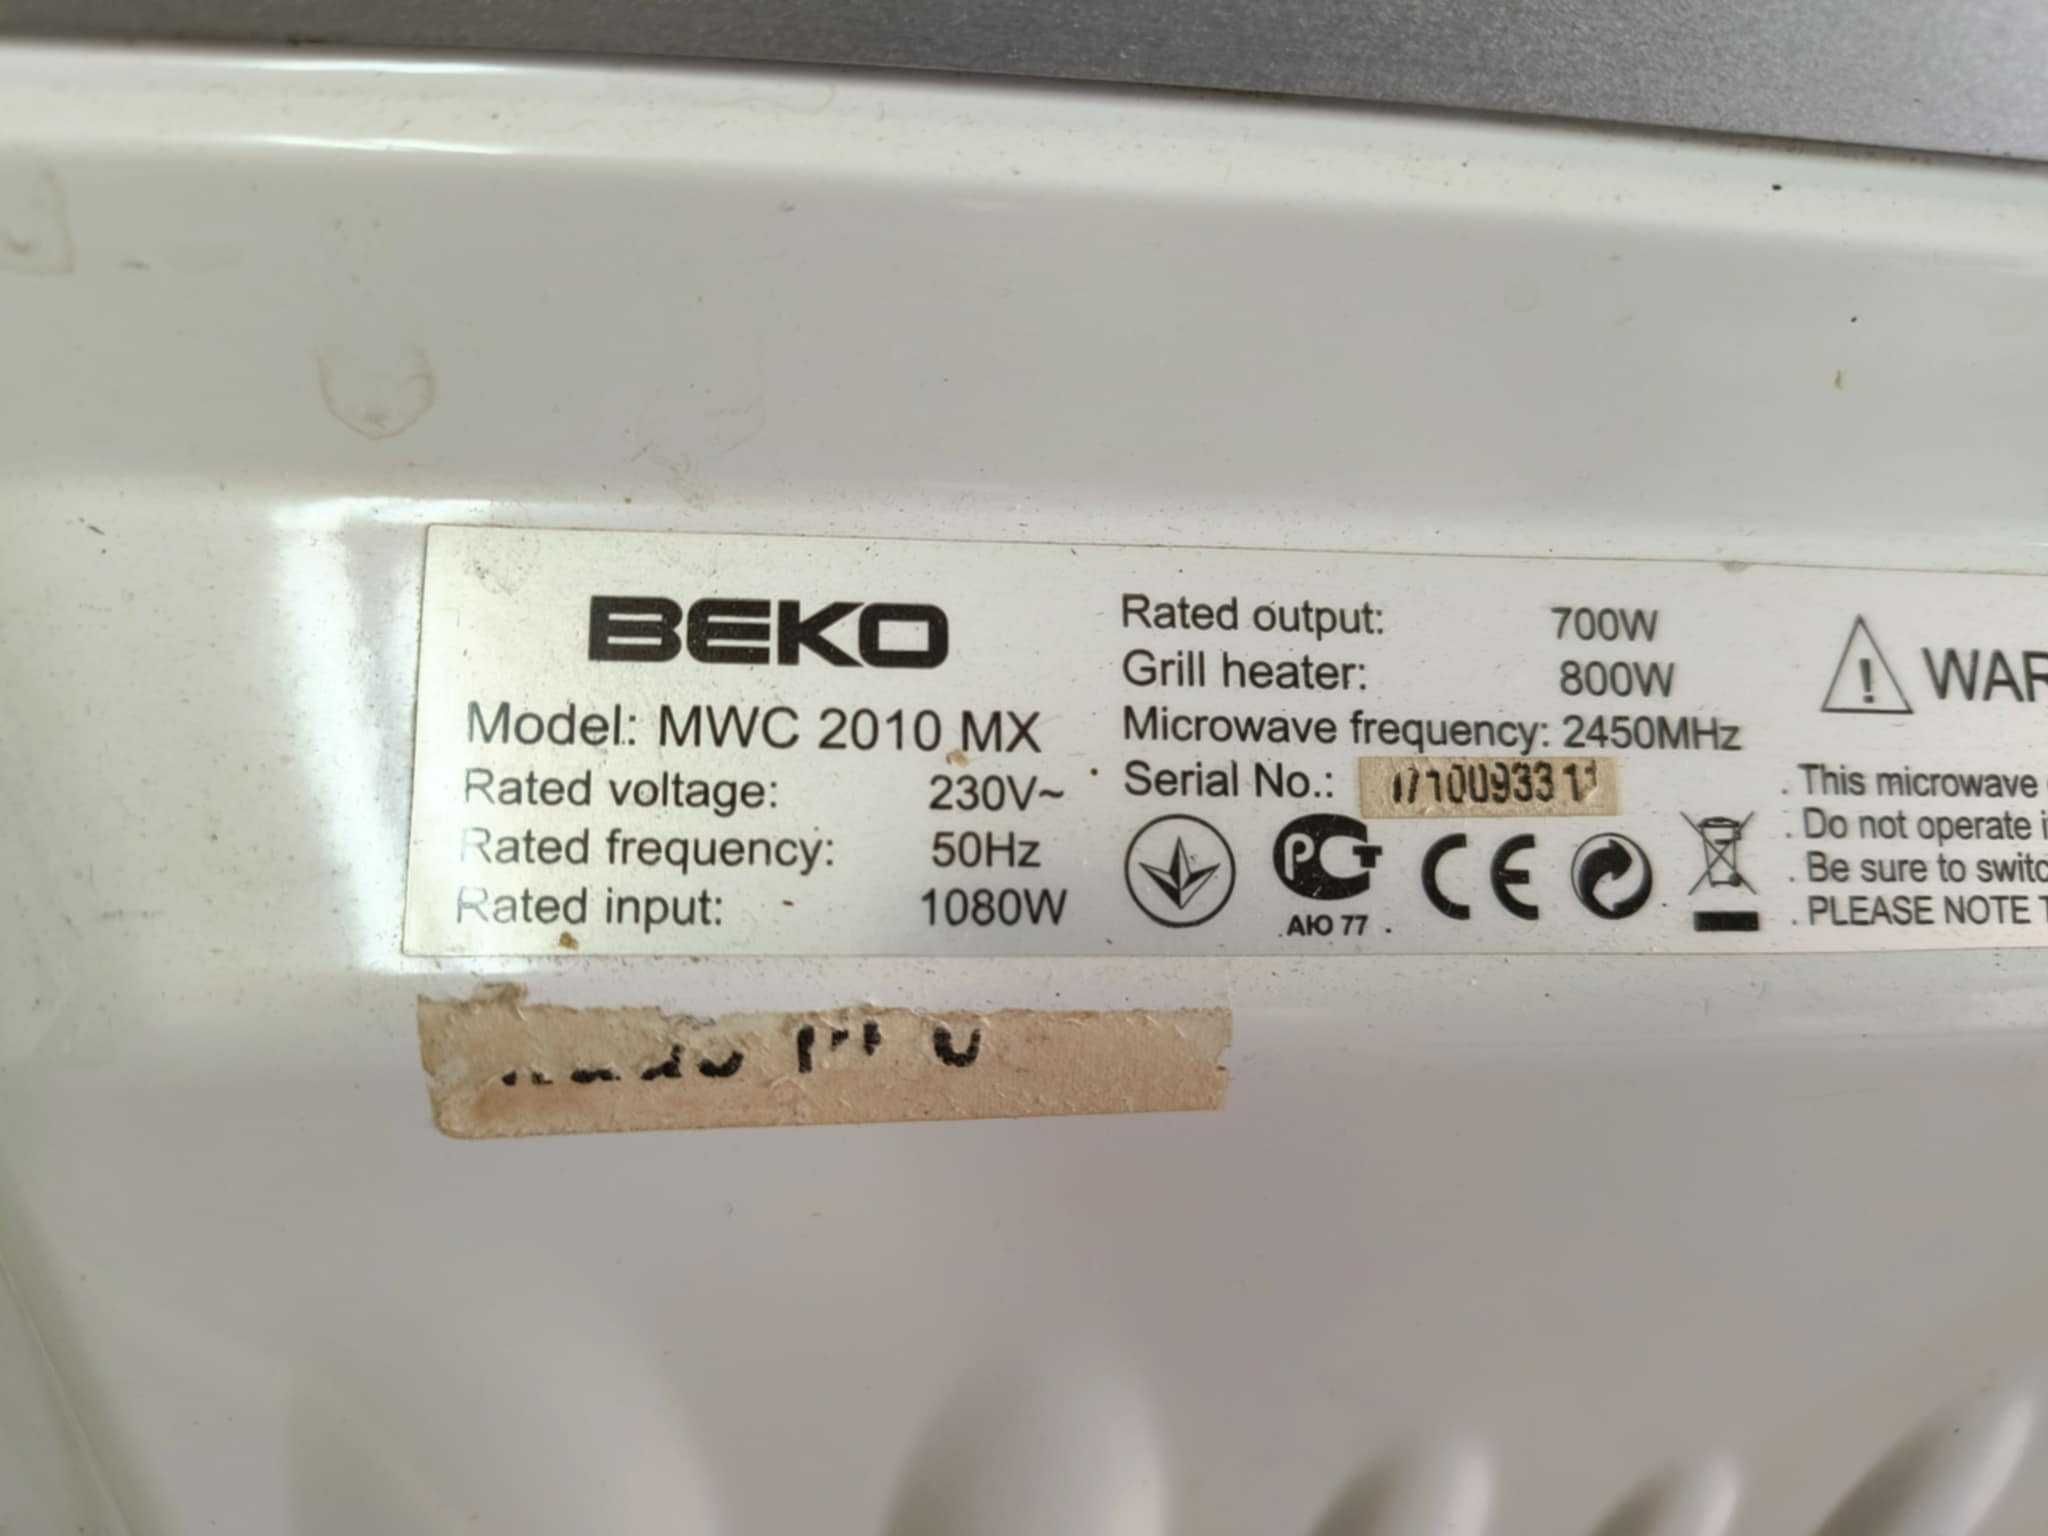 BEKO
Model: MWC 2010 MX
Rated voltage: 230V~
Rated frequency: 50Hz
Rated input: 1080W
Rated output: 700W
Grill heater: 800W
Microwave frequency: 2450MHz
Serial No.:
РСТ
АЮ 77
CE
WAR
. This microwave
. Do not operate i
. Be sure to switc
. PLEASE NOTE T